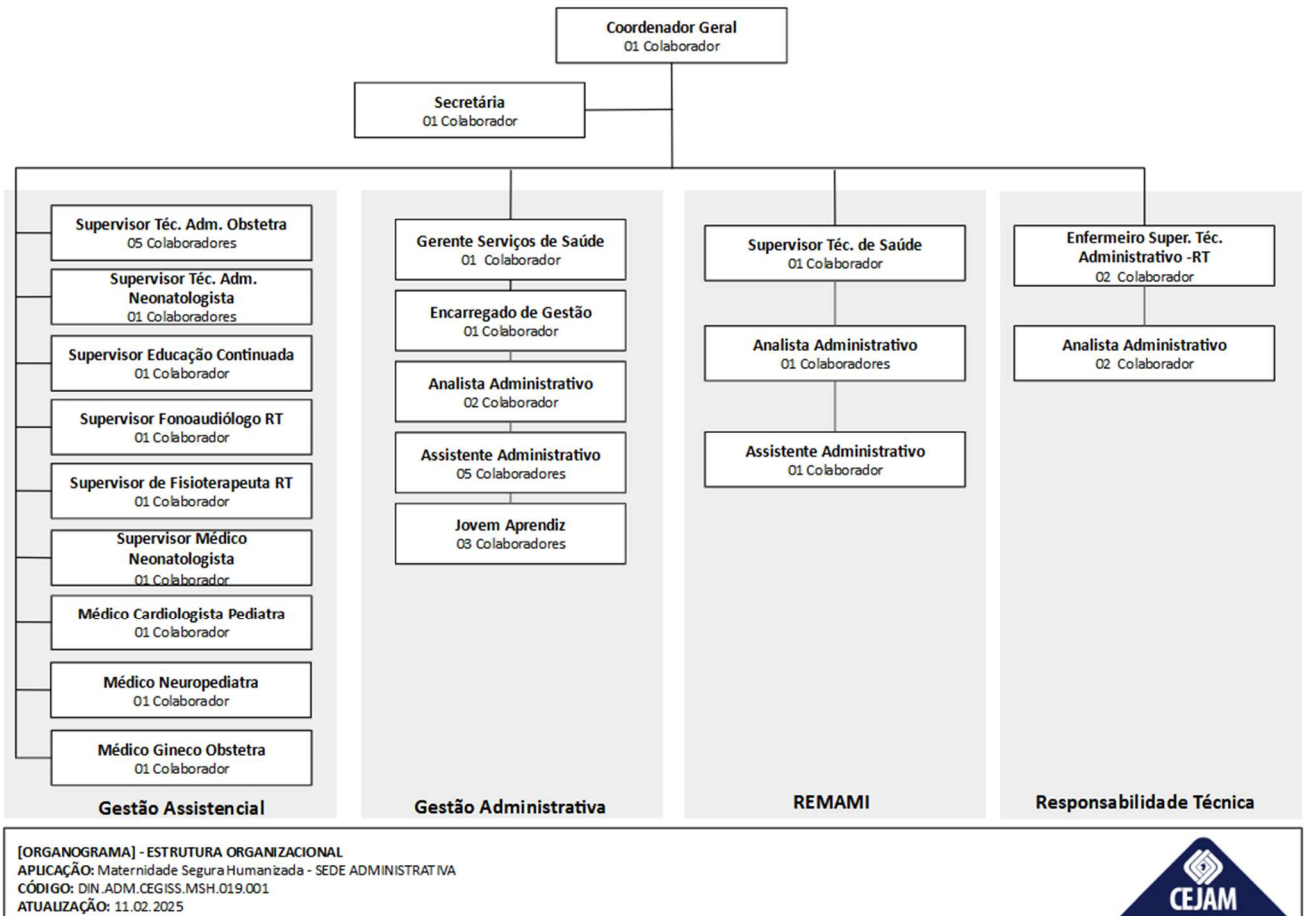 Coordenador Geral
01 Colaborador
Secretária
01 Colaborador
Supervisor Téc. Adm. Obstetra
05 Colaboradores
Supervisor Téc. Adm.
Neonatologista
01 Colaboradores
Supervisor Educação Continuada
01 Colaborador
Supervisor Fonoaudiólogo RT
01 Colaborador
Supervisor de Fisioterapeuta RT
01 Colaborador
Supervisor Médico
Neonatologista
01 Colaborador
Médico Cardiologista Pediatra
01 Colaborador
Médico Neuropediatra
01 Colaborador
Médico Gineco Obstetra
01 Colaborador
Gestão Assistencial
Gerente Serviços de Saúde
01 Colaborador
Encarregado de Gestão
01 Colaborador
Analista Administrativo
02 Colaborador
Assistente Administrativo
05 Colaboradores
Jovem Aprendiz
03 Colaboradores
Gestão Administrativa
Supervisor Téc. de Saúde
01 Colaborador
Analista Administrativo
01 Colaboradores
Assistente Administrativo
01 Colaborador
REMAMI
Enfermeiro Super. Téc.
Administrativo -RT
02 Colaborador
Analista Administrativo
02 Colaborador
Responsabilidade Técnica
[ORGANOGRAMA] - ESTRUTURA ORGANIZACIONAL
APLICAÇÃO: Maternidade Segura Humanizada - SEDE ADMINISTRATIVA
CÓDIGO: DIN.ADM.CEGISS.MSH.019.001
ATUALIZAÇÃO: 11.02.2025
CEJAM